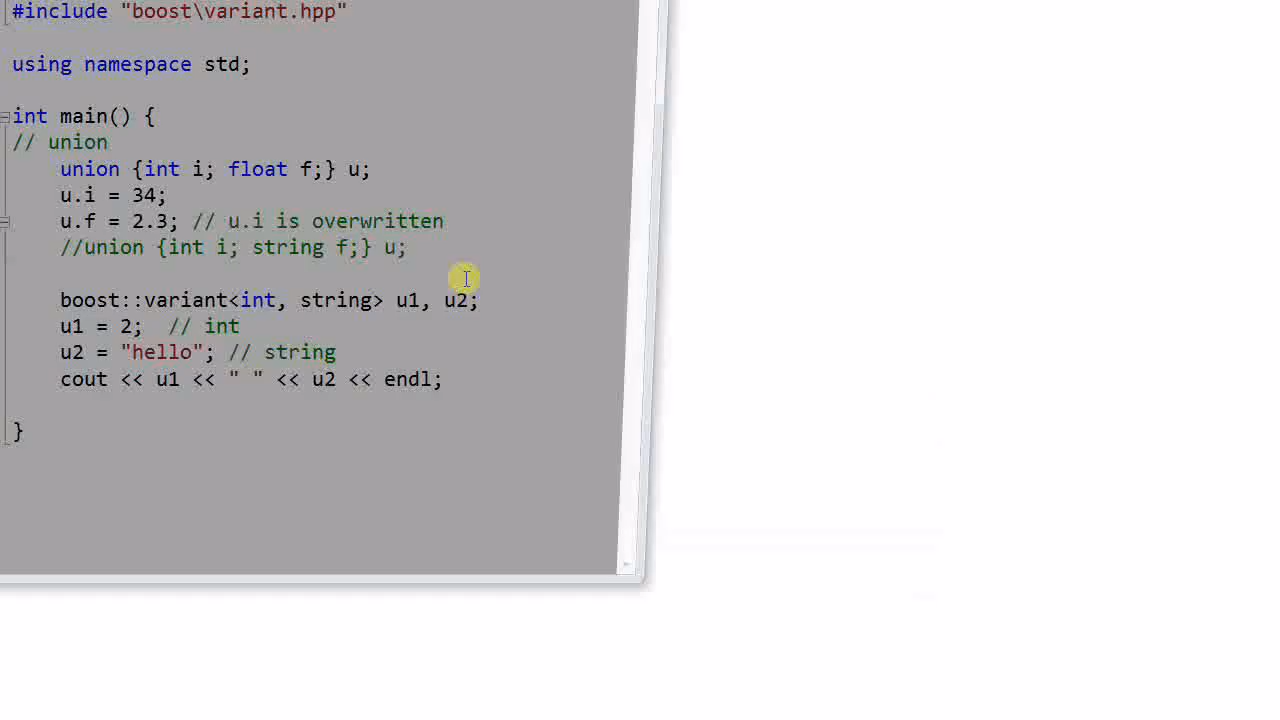 #include "boost\variant.hpp"
using namespace std;
int main() {
// union
union {int i; float f;} u;
u.i = 34;
u.f = 2.3; // u.i is overwritten
//union {int i; string f;} u;
boost::variant<int, string> u1, u2;
u1 = 2;  // int
u2 = "hello"; // string
cout << u1 << " " << u2 << endl;
}